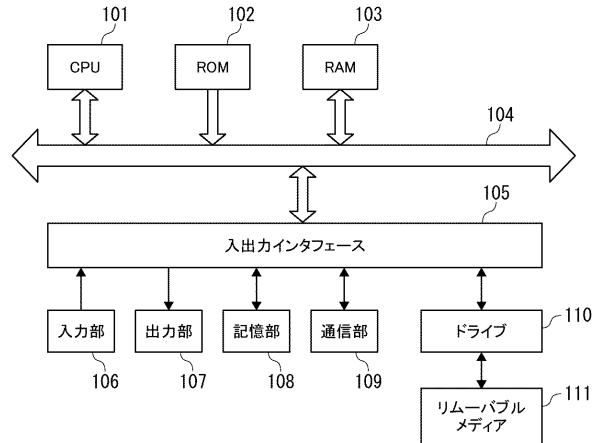 101
102
103
CPU
ROM
RAM
104
105
入出力インタフェース
入力部
出力部
記憶部
通信部
ドライブ
110
106
107
108
109
リムーバブル
メディア
111